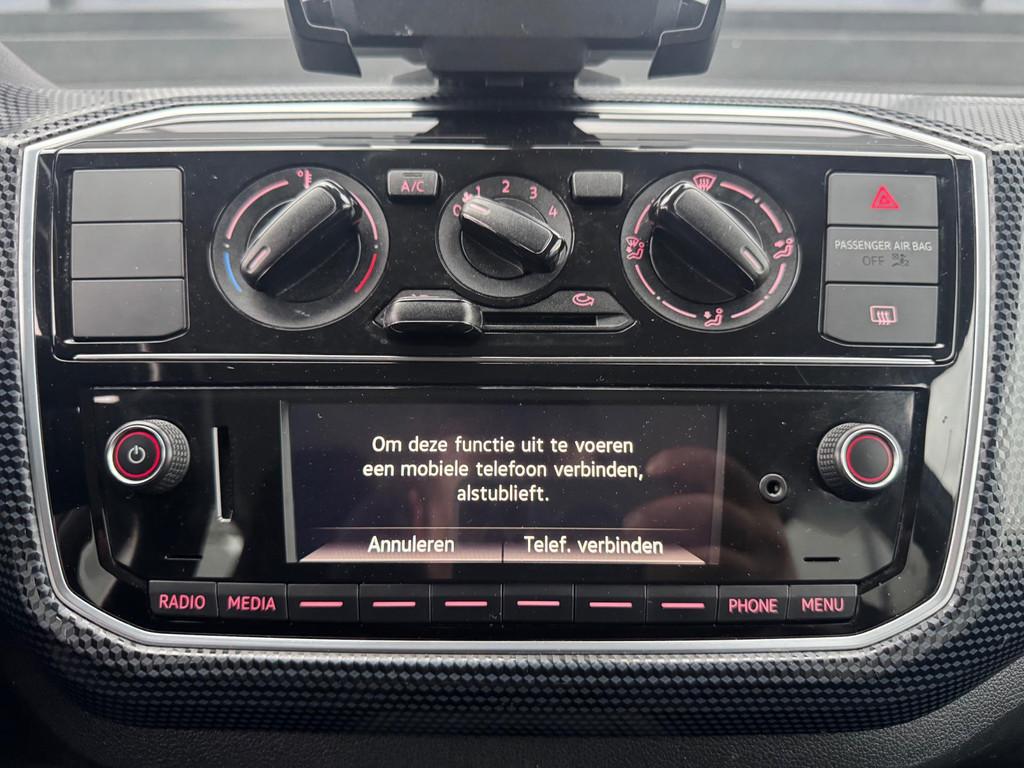 A/C
0 1 2 3 4
PASSENGER AIR BAG
OFF
Om deze functie uit te voeren
een mobiele telefoon verbinden,
alstublieft.
Annuleren Telef. verbinden
RADIO MEDIA PHONE MENU